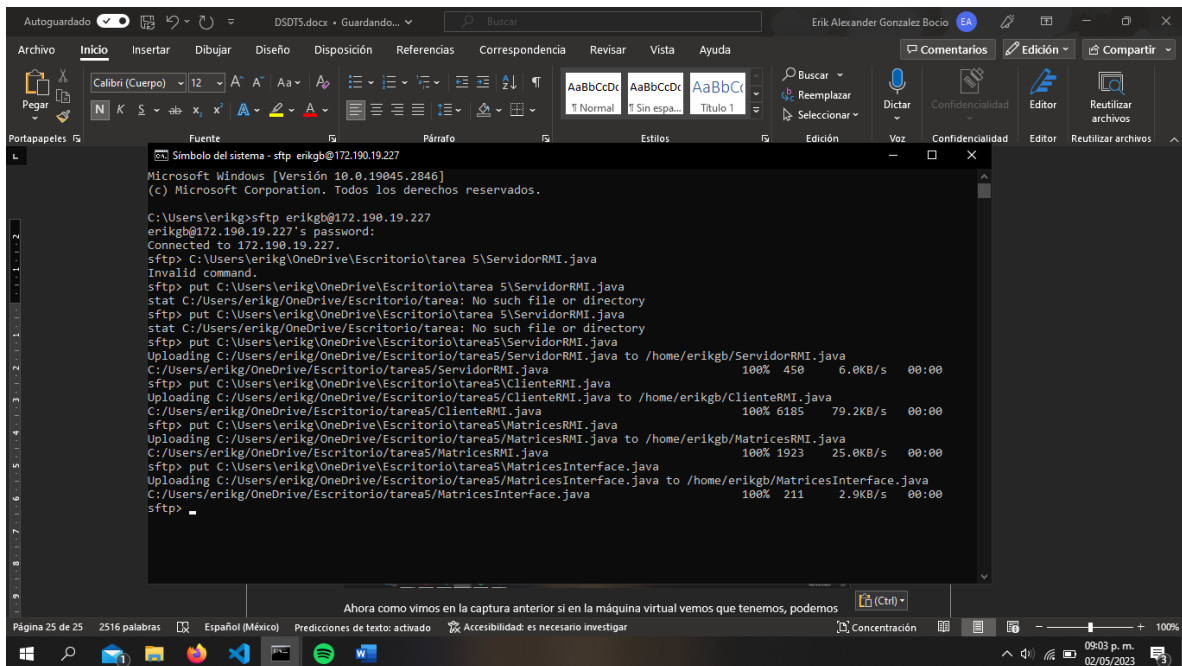 Autoguardado
DSDT5.docx • Guardando...
Buscar
Erik Alexander Gonzalez Bocio
EA
Archivo Inicio Insertar Dibujar Diseño Disposición Referencias Correspondencia Revisar Vista Ayuda
Comentarios Edición Compartir
Pegar
Calibri (Cuerpo) 12
N K S ab x₂ x² A A
AaBbCcDc AaBbCcDc AaBbC
¶ Normal ¶ Sin espa... Título 1
Buscar
Reemplazar
Seleccionar
Dictar
Confidencialidad
Editor
Reutilizar
archivos
Portapapeles Fuente Párrafo Estilos Edición Voz Confidencialidad Editor Reutilizar archivos
Símbolo del sistema - sftp erikgb@172.190.19.227
Microsoft Windows [Versión 10.0.19045.2846]
(c) Microsoft Corporation. Todos los derechos reservados.
C:\Users\erikg>sftp erikgb@172.190.19.227
erikgb@172.190.19.227's password:
Connected to 172.190.19.227.
sftp> C:\Users\erikg\OneDrive\Escritorio\tarea 5\ServidorRMI.java
Invalid command.
sftp> put C:\Users\erikg\OneDrive\Escritorio\tarea 5\ServidorRMI.java
stat C:/Users/erikg/OneDrive/Escritorio/tarea: No such file or directory
sftp> put C:\Users\erikg\OneDrive\Escritorio\tarea 5\ServidorRMI.java
stat C:/Users/erikg/OneDrive/Escritorio/tarea: No such file or directory
sftp> put C:\Users\erikg\OneDrive\Escritorio\tarea5\ServidorRMI.java
Uploading C:/Users/erikg/OneDrive/Escritorio/tarea5/ServidorRMI.java to /home/erikgb/ServidorRMI.java
C:/Users/erikg/OneDrive/Escritorio/tarea5/ServidorRMI.java 100% 450 6.0KB/s 00:00
sftp> put C:\Users\erikg\OneDrive\Escritorio\tarea5\ClienteRMI.java
Uploading C:/Users/erikg/OneDrive/Escritorio/tarea5/ClienteRMI.java to /home/erikgb/ClienteRMI.java
C:/Users/erikg/OneDrive/Escritorio/tarea5/ClienteRMI.java 100% 6185 79.2KB/s 00:00
sftp> put C:\Users\erikg\OneDrive\Escritorio\tarea5\MatricesRMI.java
Uploading C:/Users/erikg/OneDrive/Escritorio/tarea5/MatricesRMI.java to /home/erikgb/MatricesRMI.java
C:/Users/erikg/OneDrive/Escritorio/tarea5/MatricesRMI.java 100% 1923 25.0KB/s 00:00
sftp> put C:\Users\erikg\OneDrive\Escritorio\tarea5\MatricesInterface.java
Uploading C:/Users/erikg/OneDrive/Escritorio/tarea5/MatricesInterface.java to /home/erikgb/MatricesInterface.java
C:/Users/erikg/OneDrive/Escritorio/tarea5/MatricesInterface.java 100% 211 2.9KB/s 00:00
sftp>
(Ctrl)
Ahora como vimos en la captura anterior si en la máquina virtual vemos que tenemos, podemos
Página 25 de 25 2516 palabras Español (México) Predicciones de texto: activado Accesibilidad: es necesario investigar Concentración 100%
09:03 p. m.
02/05/2023